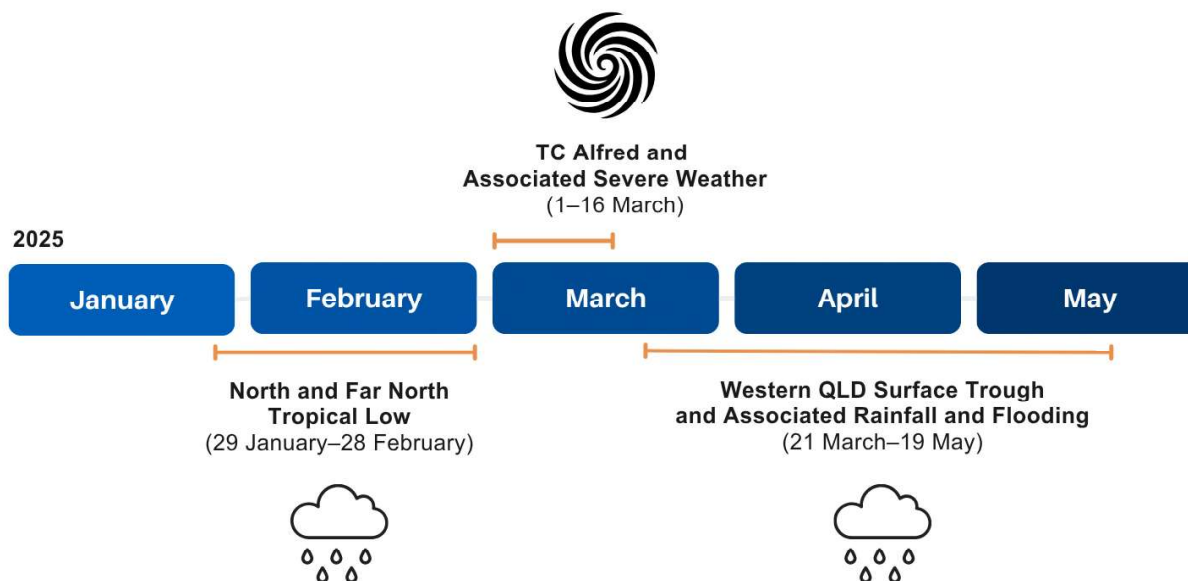 TC Alfred and
Associated Severe Weather
(1–16 March)
2025
January
February
March
April
May
North and Far North
Tropical Low
(29 January–28 February)
Western QLD Surface Trough
and Associated Rainfall and Flooding
(21 March–19 May)